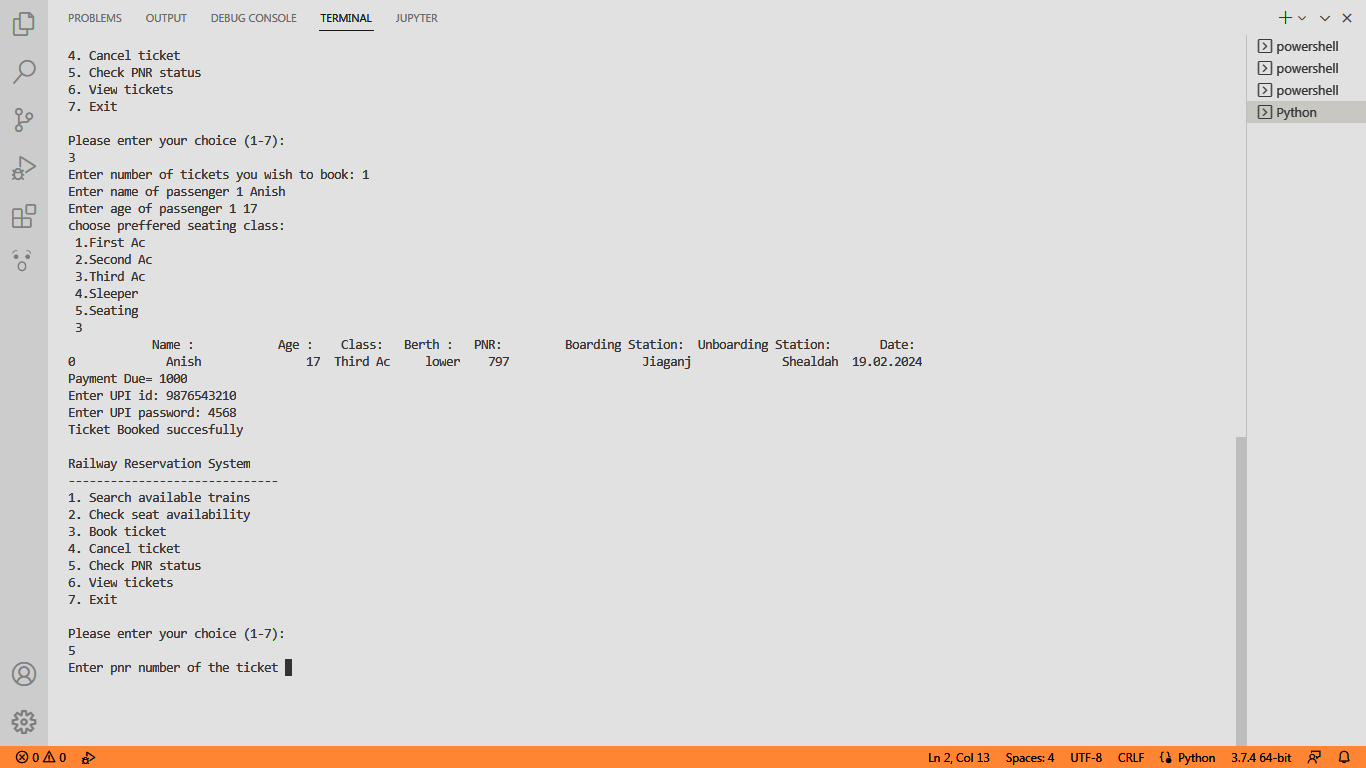 PROBLEMS OUTPUT DEBUG CONSOLE TERMINAL JUPYTER
powershell
powershell
powershell
Python
4. Cancel ticket
5. Check PNR status
6. View tickets
7. Exit
Please enter your choice (1-7):
3
Enter number of tickets you wish to book: 1
Enter name of passenger 1 Anish
Enter age of passenger 1 17
choose preffered seating class:
1.First Ac
2.Second Ac
3.Third Ac
4.Sleeper
5.Seating
3
Name : Age : Class: Berth : PNR: Boarding Station: Unboarding Station: Date:
0 Anish 17 Third Ac lower 797 Jiaganj Shealdah 19.02.2024
Payment Due= 1000
Enter UPI id: 9876543210
Enter UPI password: 4568
Ticket Booked succesfully
Railway Reservation System
------------------------------
1. Search available trains
2. Check seat availability
3. Book ticket
4. Cancel ticket
5. Check PNR status
6. View tickets
7. Exit
Please enter your choice (1-7):
5
Enter pnr number of the ticket
0 0 Ln 2, Col 13 Spaces: 4 UTF-8 CRLF Python 3.7.4 64-bit